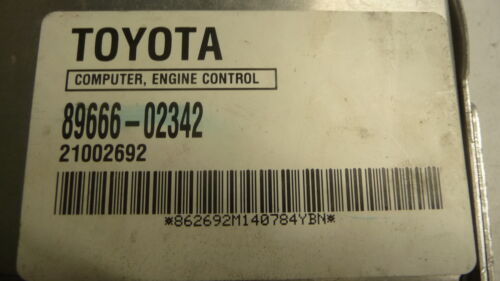 TOYOTA
COMPUTER, ENGINE CONTROL
89666-02342
21002692
*862692M140784YBN*